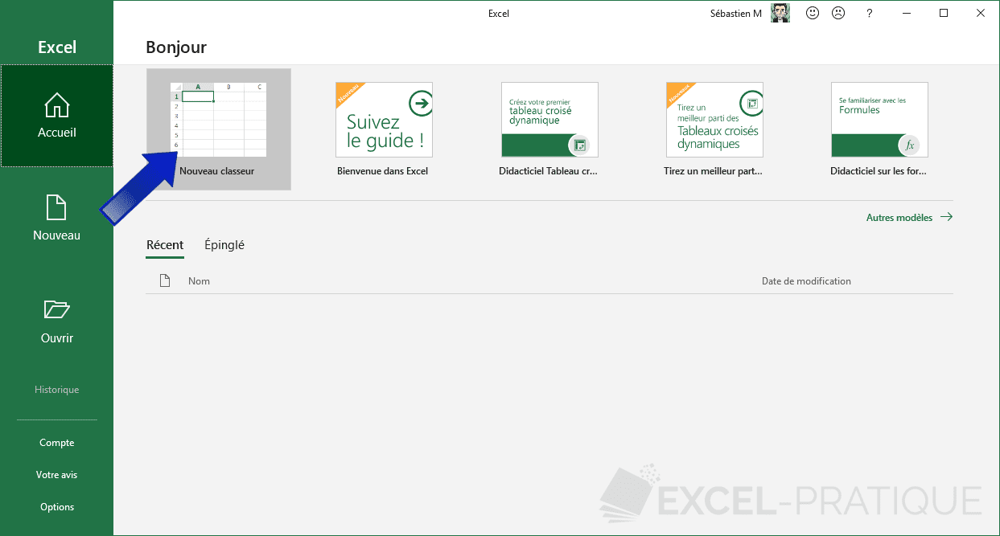 Excel
Sébastien M
?
Excel
Bonjour
Accueil
Nouveau
Ouvrir
Historique
Compte
Votre avis
Options
A B C
1
2
3
4
5
6
Nouveau classeur
Nouveau
Suivez
le guide !
Bienvenue dans Excel
Créez votre premier
tableau croisé
dynamique
Didacticiel Tableau cr...
Nouveau
Tirez un
meilleur parti des
Tableaux croisés
dynamiques
Tirez un meilleur part...
Se familiariser avec les
Formules
fx
Didacticiel sur les for...
Autres modèles
Récent Épinglé
Nom Date de modification
EXCEL-PRATIQUE